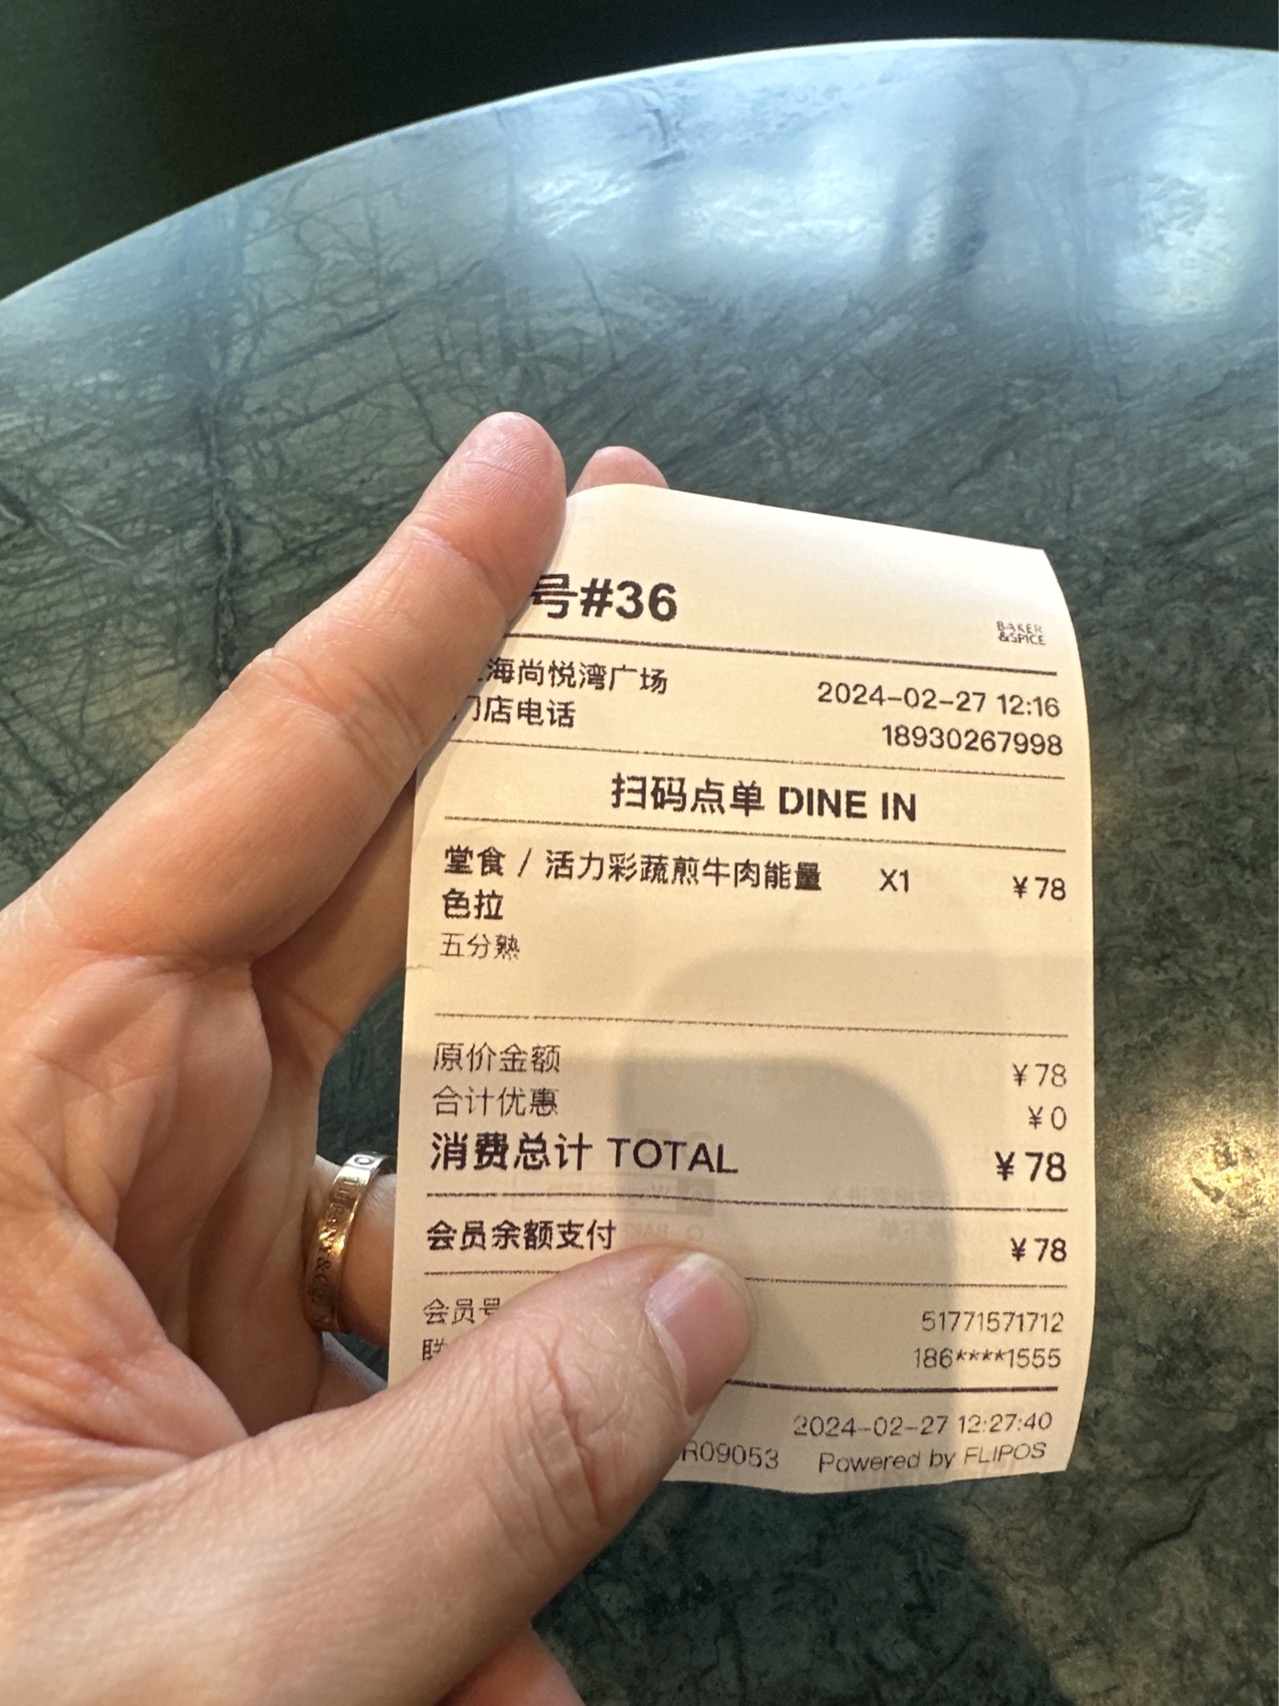 号#36
BAKER
&SPICE
海尚悦湾广场 2024-02-27 12:16
门店电话 18930267998
扫码点单 DINE IN
堂食 / 活力彩蔬煎牛肉能量 X1 ¥78
色拉
五分熟
原价金额 ¥78
合计优惠 ¥0
消费总计 TOTAL ¥78
会员余额支付 ¥78
会员号 51771571712
联 186****1555
2024-02-27 12:27:40
R09053 Powered by FLIPOS